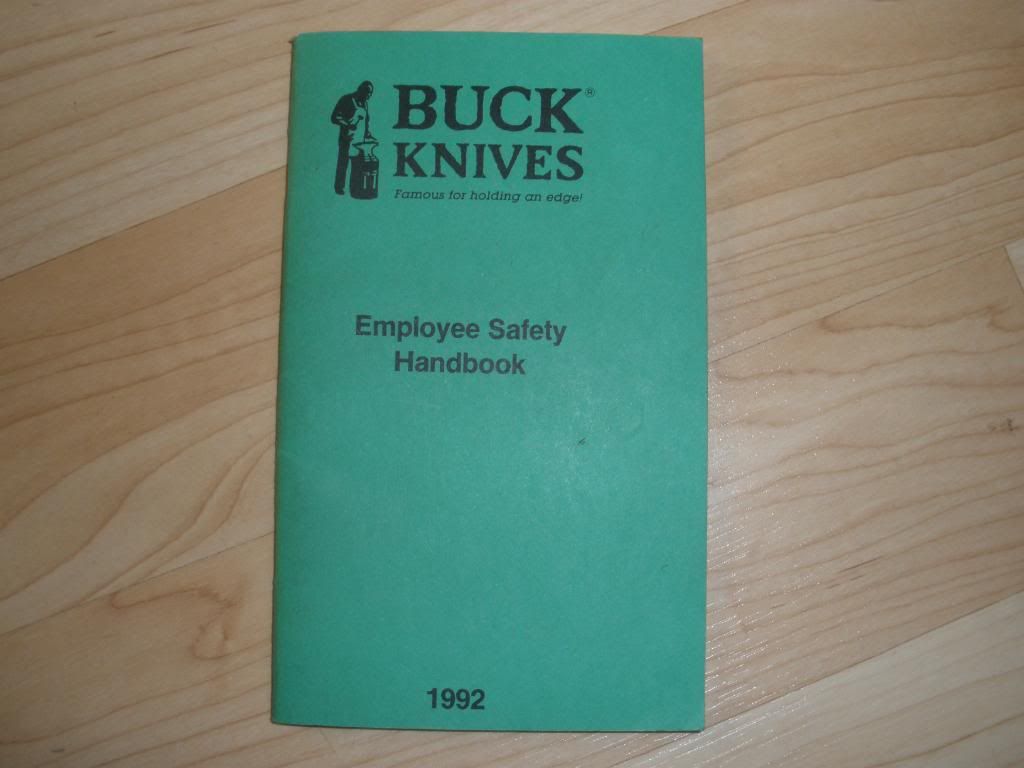 BUCK®
KNIVES
Famous for holding an edge!
Employee Safety
Handbook
1992